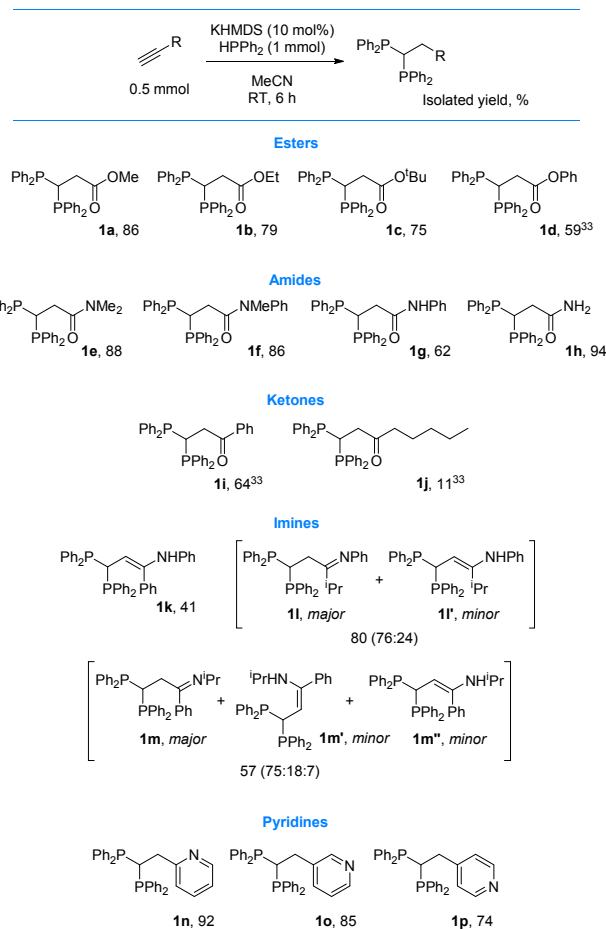 KHMDS (10 mol%)
HPPh2 (1 mmol)
R
0.5 mmol
MeCN
RT, 6 h
Ph2P
R
PPh2
Isolated yield, %
Esters
Ph2P OMe PPh2 O
Ph2P OEt PPh2 O
Ph2P OtBu PPh2 O
Ph2P OPh PPh2 O
1a, 86
1b, 79
1c, 75
1d, 59³³
Amides
Ph2P NMe2 PPh2 O
Ph2P NMePh PPh2 O
Ph2P NHPh PPh2 O
Ph2P NH2 PPh2 O
1e, 88
1f, 86
1g, 62
1h, 94
Ketones
Ph2P Ph PPh2 O
Ph2P PPh2 O
1i, 64³³
1j, 11³³
Imines
Ph2P NHPh PPh2 Ph
1k, 41
Ph2P NPh PPh2 iPr
+
Ph2P NHPh PPh2 iPr
1l, major
1l', minor
80 (76:24)
Ph2P NiPr PPh2 Ph
+
iPrHN Ph Ph2P PPh2
+
Ph2P NHiPr PPh2 Ph
1m, major
1m', minor
1m'', minor
57 (75:18:7)
Pyridines
Ph2P N PPh2
Ph2P N PPh2
Ph2P N PPh2
1n, 92
1o, 85
1p, 74